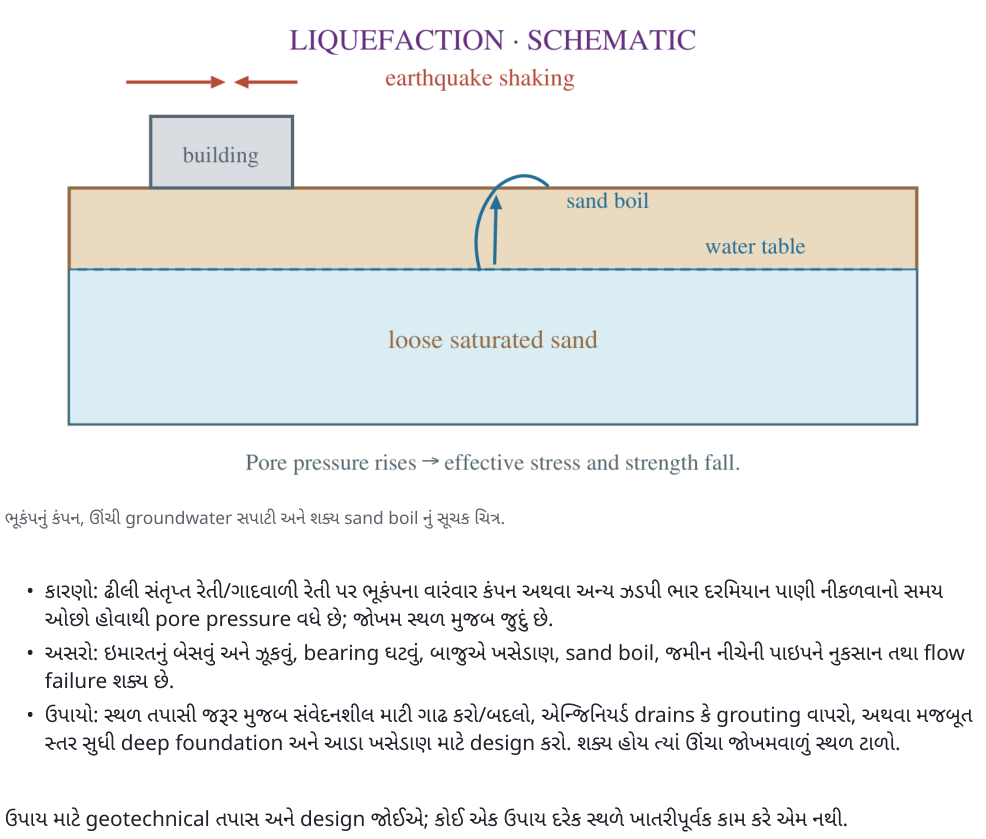 LIQUEFACTION · SCHEMATIC
earthquake shaking
building
sand boil
water table
loose saturated sand
Pore pressure rises → effective stress and strength fall.
ભૂકંપનું કંપન, ઊંચી groundwater સપાટી અને શક્ય sand boil નું સૂચક ચિત્ર.
• કારણો: ઢીલી સંતૃપ્ત રેતી/ગાદવાળી રેતી પર ભૂકંપના વારંવાર કંપન અથવા અન્ય ઝડપી ભાર દરમિયાન પાણી નીકળવાનો સમય
ઓછો હોવાથી pore pressure વધે છે; જોખમ સ્થળ મુજબ જુદું છે.
• અસરો: ઇમારતનું બેસવું અને ઝૂકવું, bearing ઘટવું, બાજુએ ખસેડાણ, sand boil, જમીન નીચેની પાઇપને નુકસાન તથા flow
failure શક્ય છે.
• ઉપાયો: સ્થળ તપાસી જરૂર મુજબ સંવેદનશીલ માટી ગાઢ કરો/બદલો, એન્જિનિયર્ડ drains કે grouting વાપરો, અથવા મજબૂત
સ્તર સુધી deep foundation અને આડા ખસેડાણ માટે design કરો. શક્ય હોય ત્યાં ઊંચા જોખમવાળું સ્થળ ટાળો.
ઉપાય માટે geotechnical તપાસ અને design જોઈએ; કોઈ એક ઉપાય દરેક સ્થળે ખાતરીપૂર્વક કામ કરે એમ નથી.